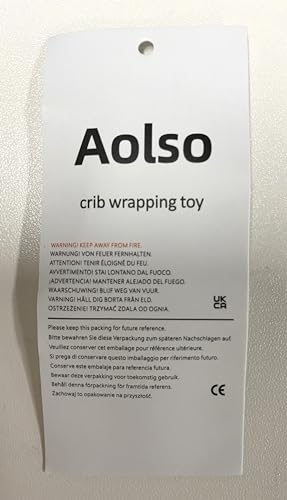 Aolso
crib wrapping toy
WARNING! KEEP AWAY FROM FIRE.
WARNUNG! VON FEUER FERNHALTEN.
ATTENTION! TENIR ÉLOIGNÉ DU FEU.
AVVERTIMENTO! STAI LONTANO DAL FUOCO.
¡ADVERTENCIA! MANTENER ALEJADO DEL FUEGO.
WAARSCHUWING! BLIJF WEG VAN VUUR.
VARNING! HÅLL DIG BORTA FRÅN ELD.
OSTRZEŻENIE! TRZYMAĆ ZDALA OD OGNIA.
UK
CA
Please keep this packing for future reference.
Bitte bewahren Sie diese Verpackung zum späteren Nachschlagen auf
Veuillez conserver cet emballage pour référence ultérieure.
Si prega di conservare questo imballaggio per riferimento futuro.
Conserve este embalaje para referencia futura.
Bewaar deze verpakking voor toekomstig gebruik.
Behåll denna förpackning för framtida referens.
Zachowaj to opakowanie na przyszłość.
CE